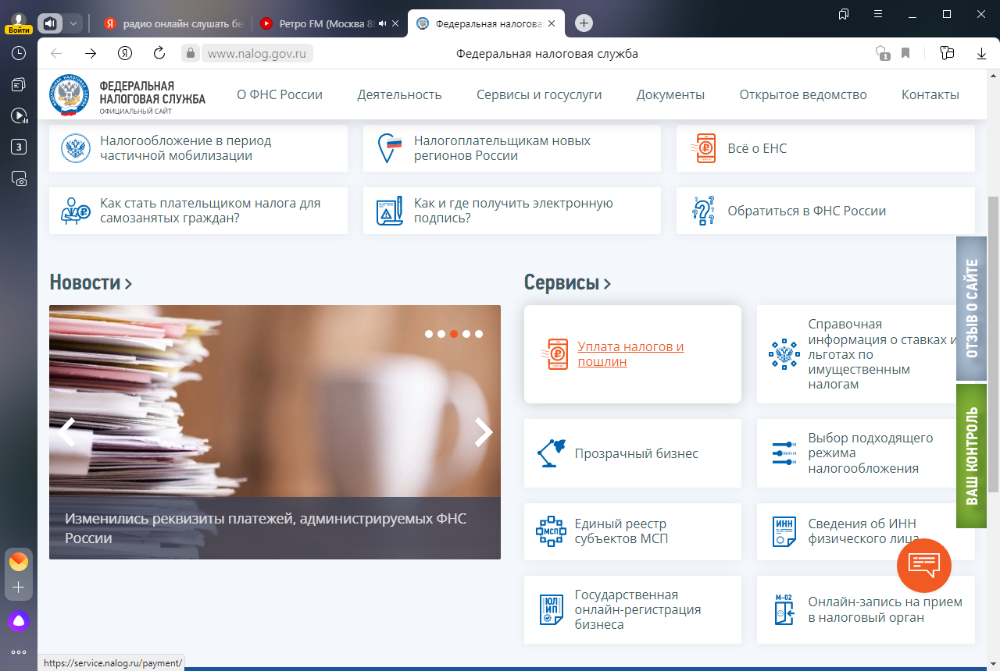 радио онлайн слушать бе
Ретро FM (Москва 8
Федеральная налогова
Войти
www.nalog.gov.ru
Федеральная налоговая служба
1
3
ФЕДЕРАЛЬНАЯ
НАЛОГОВАЯ СЛУЖБА
ОФИЦИАЛЬНЫЙ САЙТ
О ФНС России
Деятельность
Сервисы и госуслуги
Документы
Открытое ведомство
Контакты
Налогообложение в период
частичной мобилизации
Налогоплательщикам новых
регионов России
Всё о ЕНС
Как стать плательщиком налога для
самозанятых граждан?
Как и где получить электронную
подпись?
Обратиться в ФНС России
Новости
Изменились реквизиты платежей, администрируемых ФНС
России
Сервисы
Уплата налогов и
пошлин
Справочная
информация о ставках и
льготах по
имущественным
налогам
Прозрачный бизнес
Выбор подходящего
режима
налогообложения
МСП
Единый реестр
субъектов МСП
ИНН
Сведения об ИНН
физического лица
ЮЛ
ИП
Государственная
онлайн-регистрация
бизнеса
М-02
Онлайн-запись на прием
в налоговый орган
ОТЗЫВ О САЙТЕ
ВАШ КОНТРОЛЬ
https://service.nalog.ru/payment/